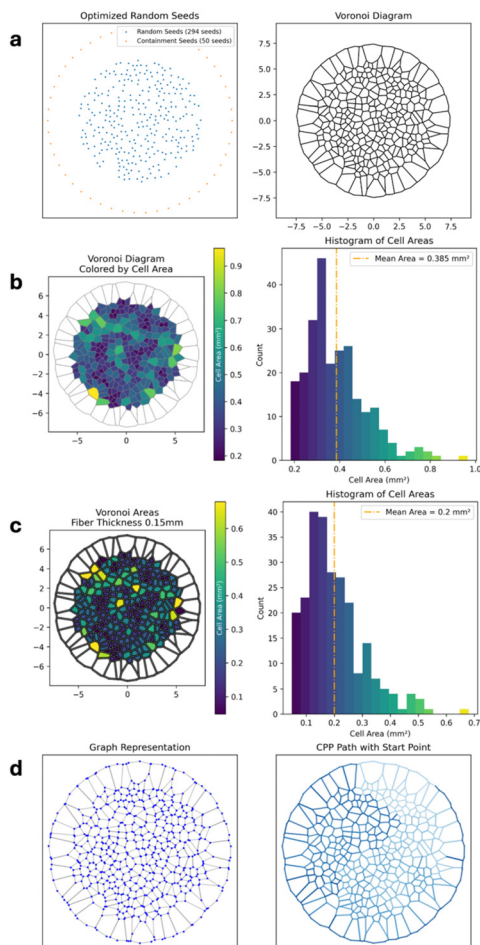 a
Optimized Random Seeds
Random Seeds (294 seeds)
Containment Seeds (50 seeds)
Voronoi Diagram
7.5
5.0
2.5
0.0
−2.5
−5.0
−7.5
−7.5 −5.0 −2.5 0.0 2.5 5.0 7.5
b
Voronoi Diagram
Colored by Cell Area
6
4
2
0
−2
−4
−6
−5 0 5
0.9
0.8
0.7
0.6
0.5
0.4
0.3
0.2
Cell Area (mm²)
Histogram of Cell Areas
Mean Area = 0.385 mm²
Count
40
30
20
10
0
0.2 0.4 0.6 0.8 1.0
Cell Area (mm²)
c
Voronoi Areas
Fiber Thickness 0.15mm
6
4
2
0
−2
−4
−6
−5 0 5
0.6
0.5
0.4
0.3
0.2
0.1
Cell Area (mm²)
Histogram of Cell Areas
Mean Area = 0.2 mm²
Count
40
35
30
25
20
15
10
5
0
0.1 0.2 0.3 0.4 0.5 0.6 0.7
Cell Area (mm²)
d
Graph Representation
CPP Path with Start Point